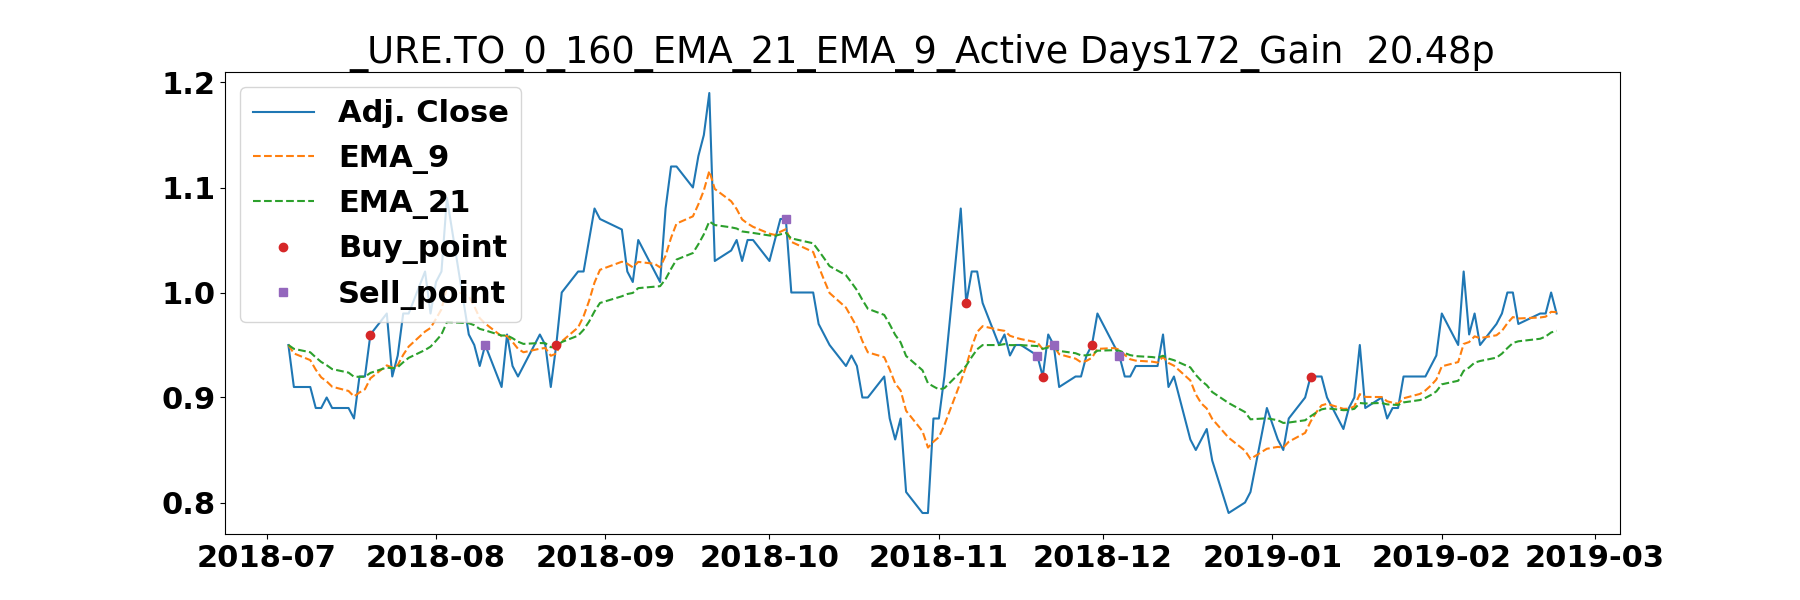 _URE.TO_0_160_EMA_21_EMA_9_Active Days172_Gain  20.48p
1.2
1.1
1.0
0.9
0.8
Adj. Close
EMA_9
EMA_21
Buy_point
Sell_point
2018-07 2018-08 2018-09 2018-10 2018-11 2018-12 2019-01 2019-02 2019-03